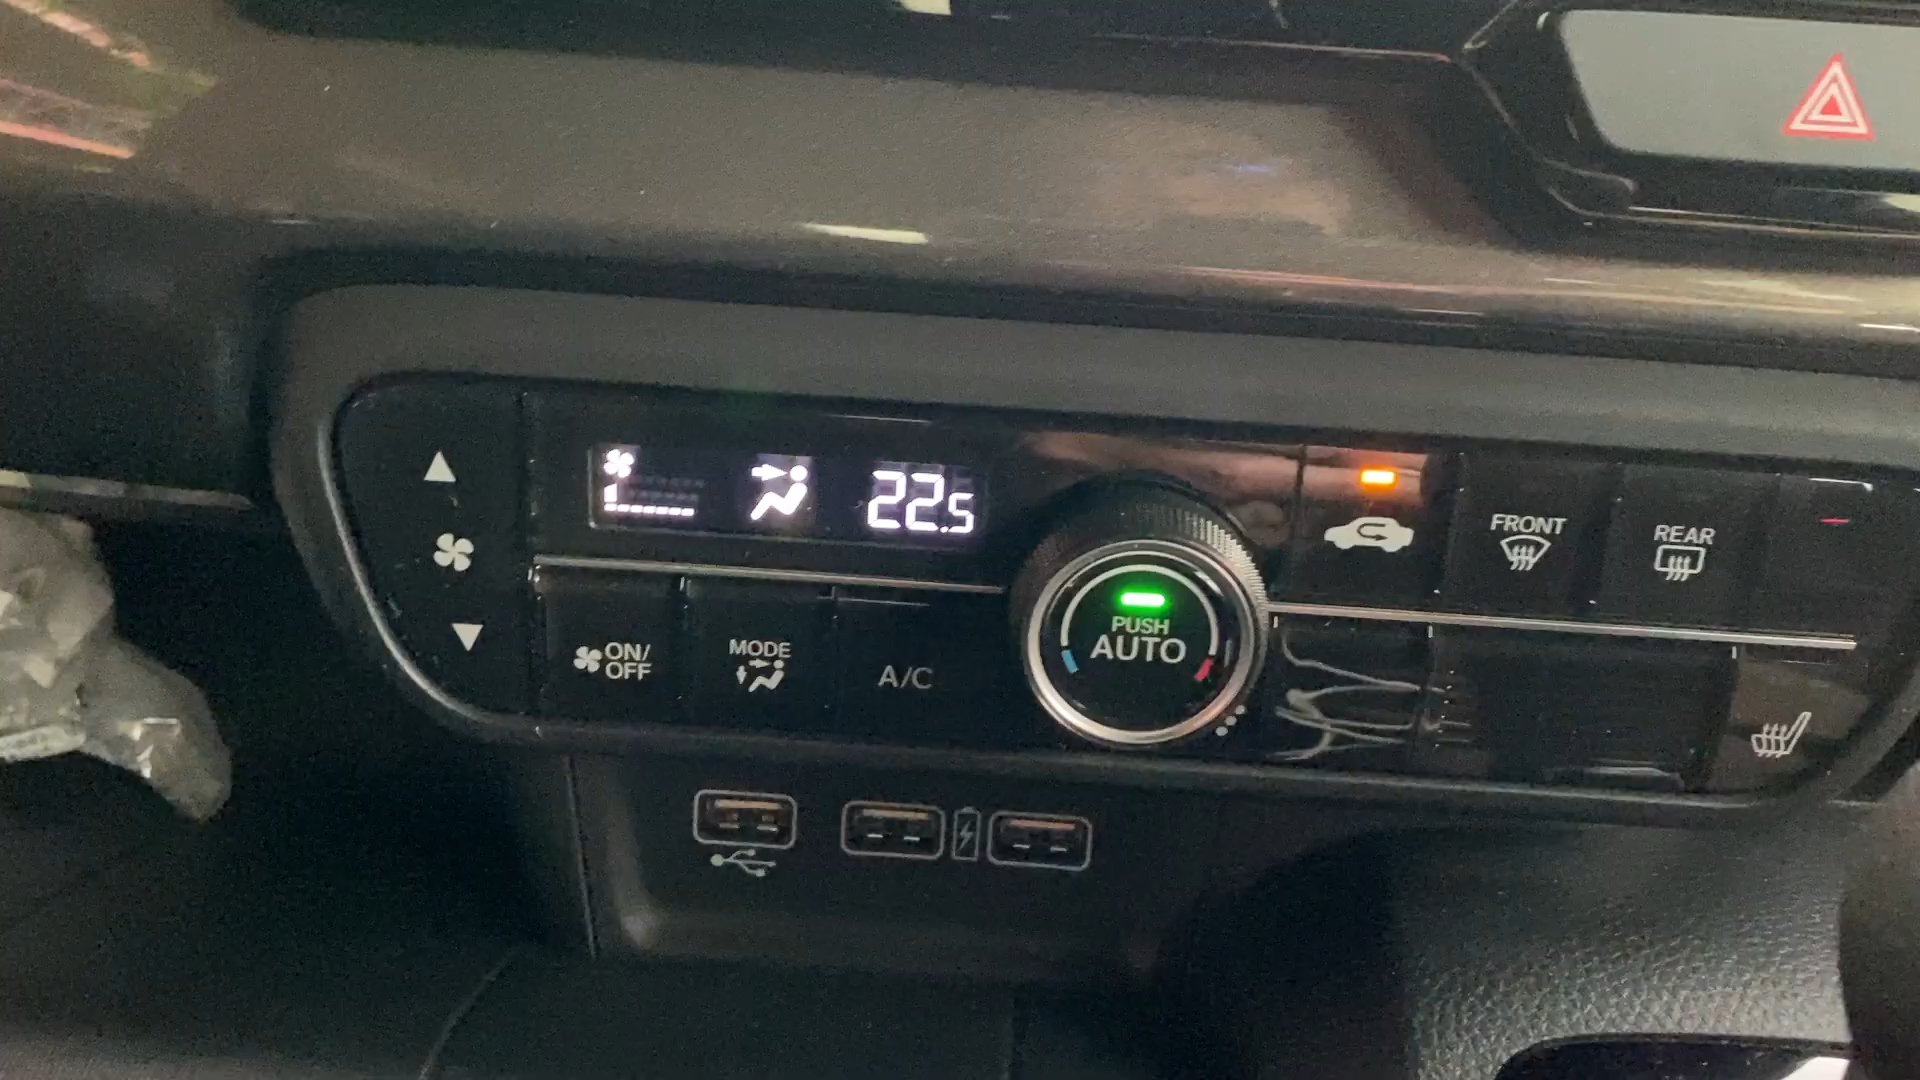 22.5
FRONT
REAR
ON/
OFF
MODE
A/C
PUSH
AUTO